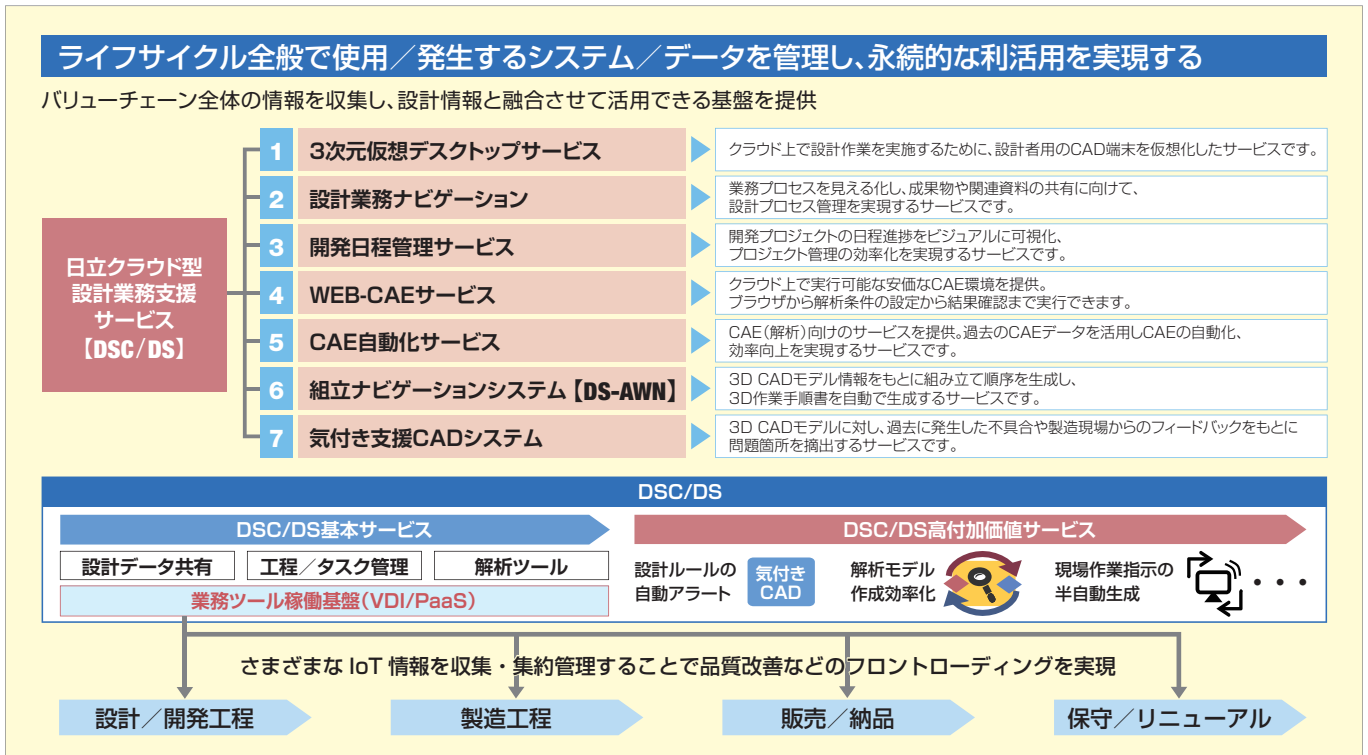 ライフサイクル全般で使用／発生するシステム／データを管理し、永続的な利活用を実現する
バリューチェーン全体の情報を収集し、設計情報と融合させて活用できる基盤を提供
日立クラウド型
設計業務支援
サービス
【DSC/DS】
1 3次元仮想デスクトップサービス
クラウド上で設計作業を実施するために、設計者用のCAD端末を仮想化したサービスです。
2 設計業務ナビゲーション
業務プロセスを見える化し、成果物や関連資料の共有に向けて、
設計プロセス管理を実現するサービスです。
3 開発日程管理サービス
開発プロジェクトの日程進捗をビジュアルに可視化、
プロジェクト管理の効率化を実現するサービスです。
4 WEB-CAEサービス
クラウド上で実行可能な安価なCAE環境を提供。
ブラウザから解析条件の設定から結果確認まで実行できます。
5 CAE自動化サービス
CAE（解析）向けのサービスを提供。過去のCAEデータを活用しCAEの自動化、
効率向上を実現するサービスです。
6 組立ナビゲーションシステム【DS-AWN】
3D CADモデル情報をもとに組み立て順序を生成し、
3D作業手順書を自動で生成するサービスです。
7 気付き支援CADシステム
3D CADモデルに対し、過去に発生した不具合や製造現場からのフィードバックをもとに
問題箇所を摘出するサービスです。
DSC/DS
DSC/DS基本サービス
設計データ共有
工程／タスク管理
解析ツール
業務ツール稼働基盤（VDI/PaaS）
DSC/DS高付加価値サービス
設計ルールの
自動アラート
気付き
CAD
解析モデル
作成効率化
現場作業指示の
半自動生成
・・・
さまざまな IoT 情報を収集・集約管理することで品質改善などのフロントローディングを実現
設計／開発工程
製造工程
販売／納品
保守／リニューアル